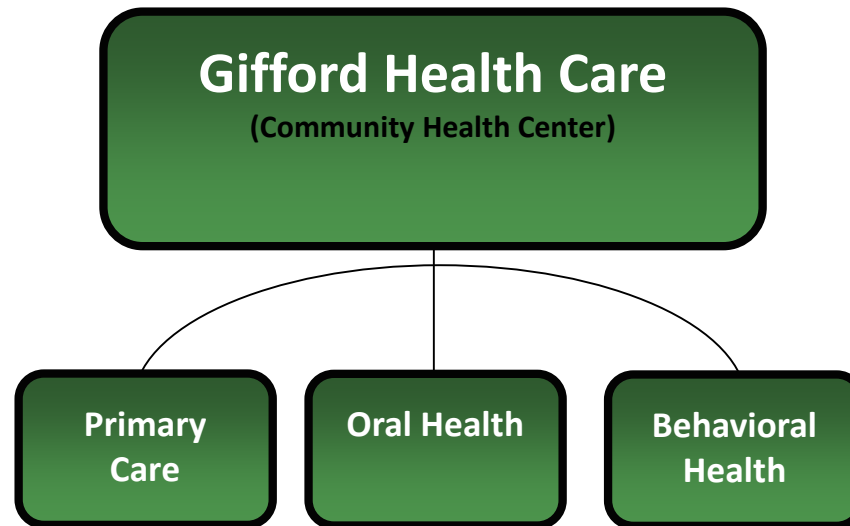 Gifford Health Care
(Community Health Center)
Primary
Care
Oral Health
Behavioral
Health